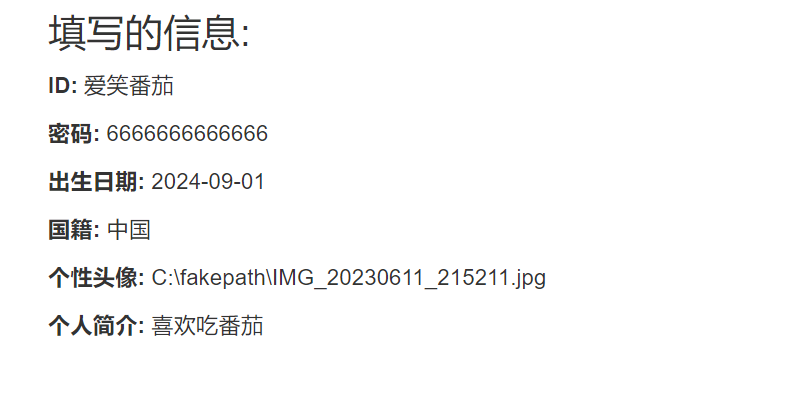 填写的信息:
ID: 爱笑番茄
密码: 6666666666666
出生日期: 2024-09-01
国籍: 中国
个性头像: C:\fakepath\IMG_20230611_215211.jpg
个人简介: 喜欢吃番茄